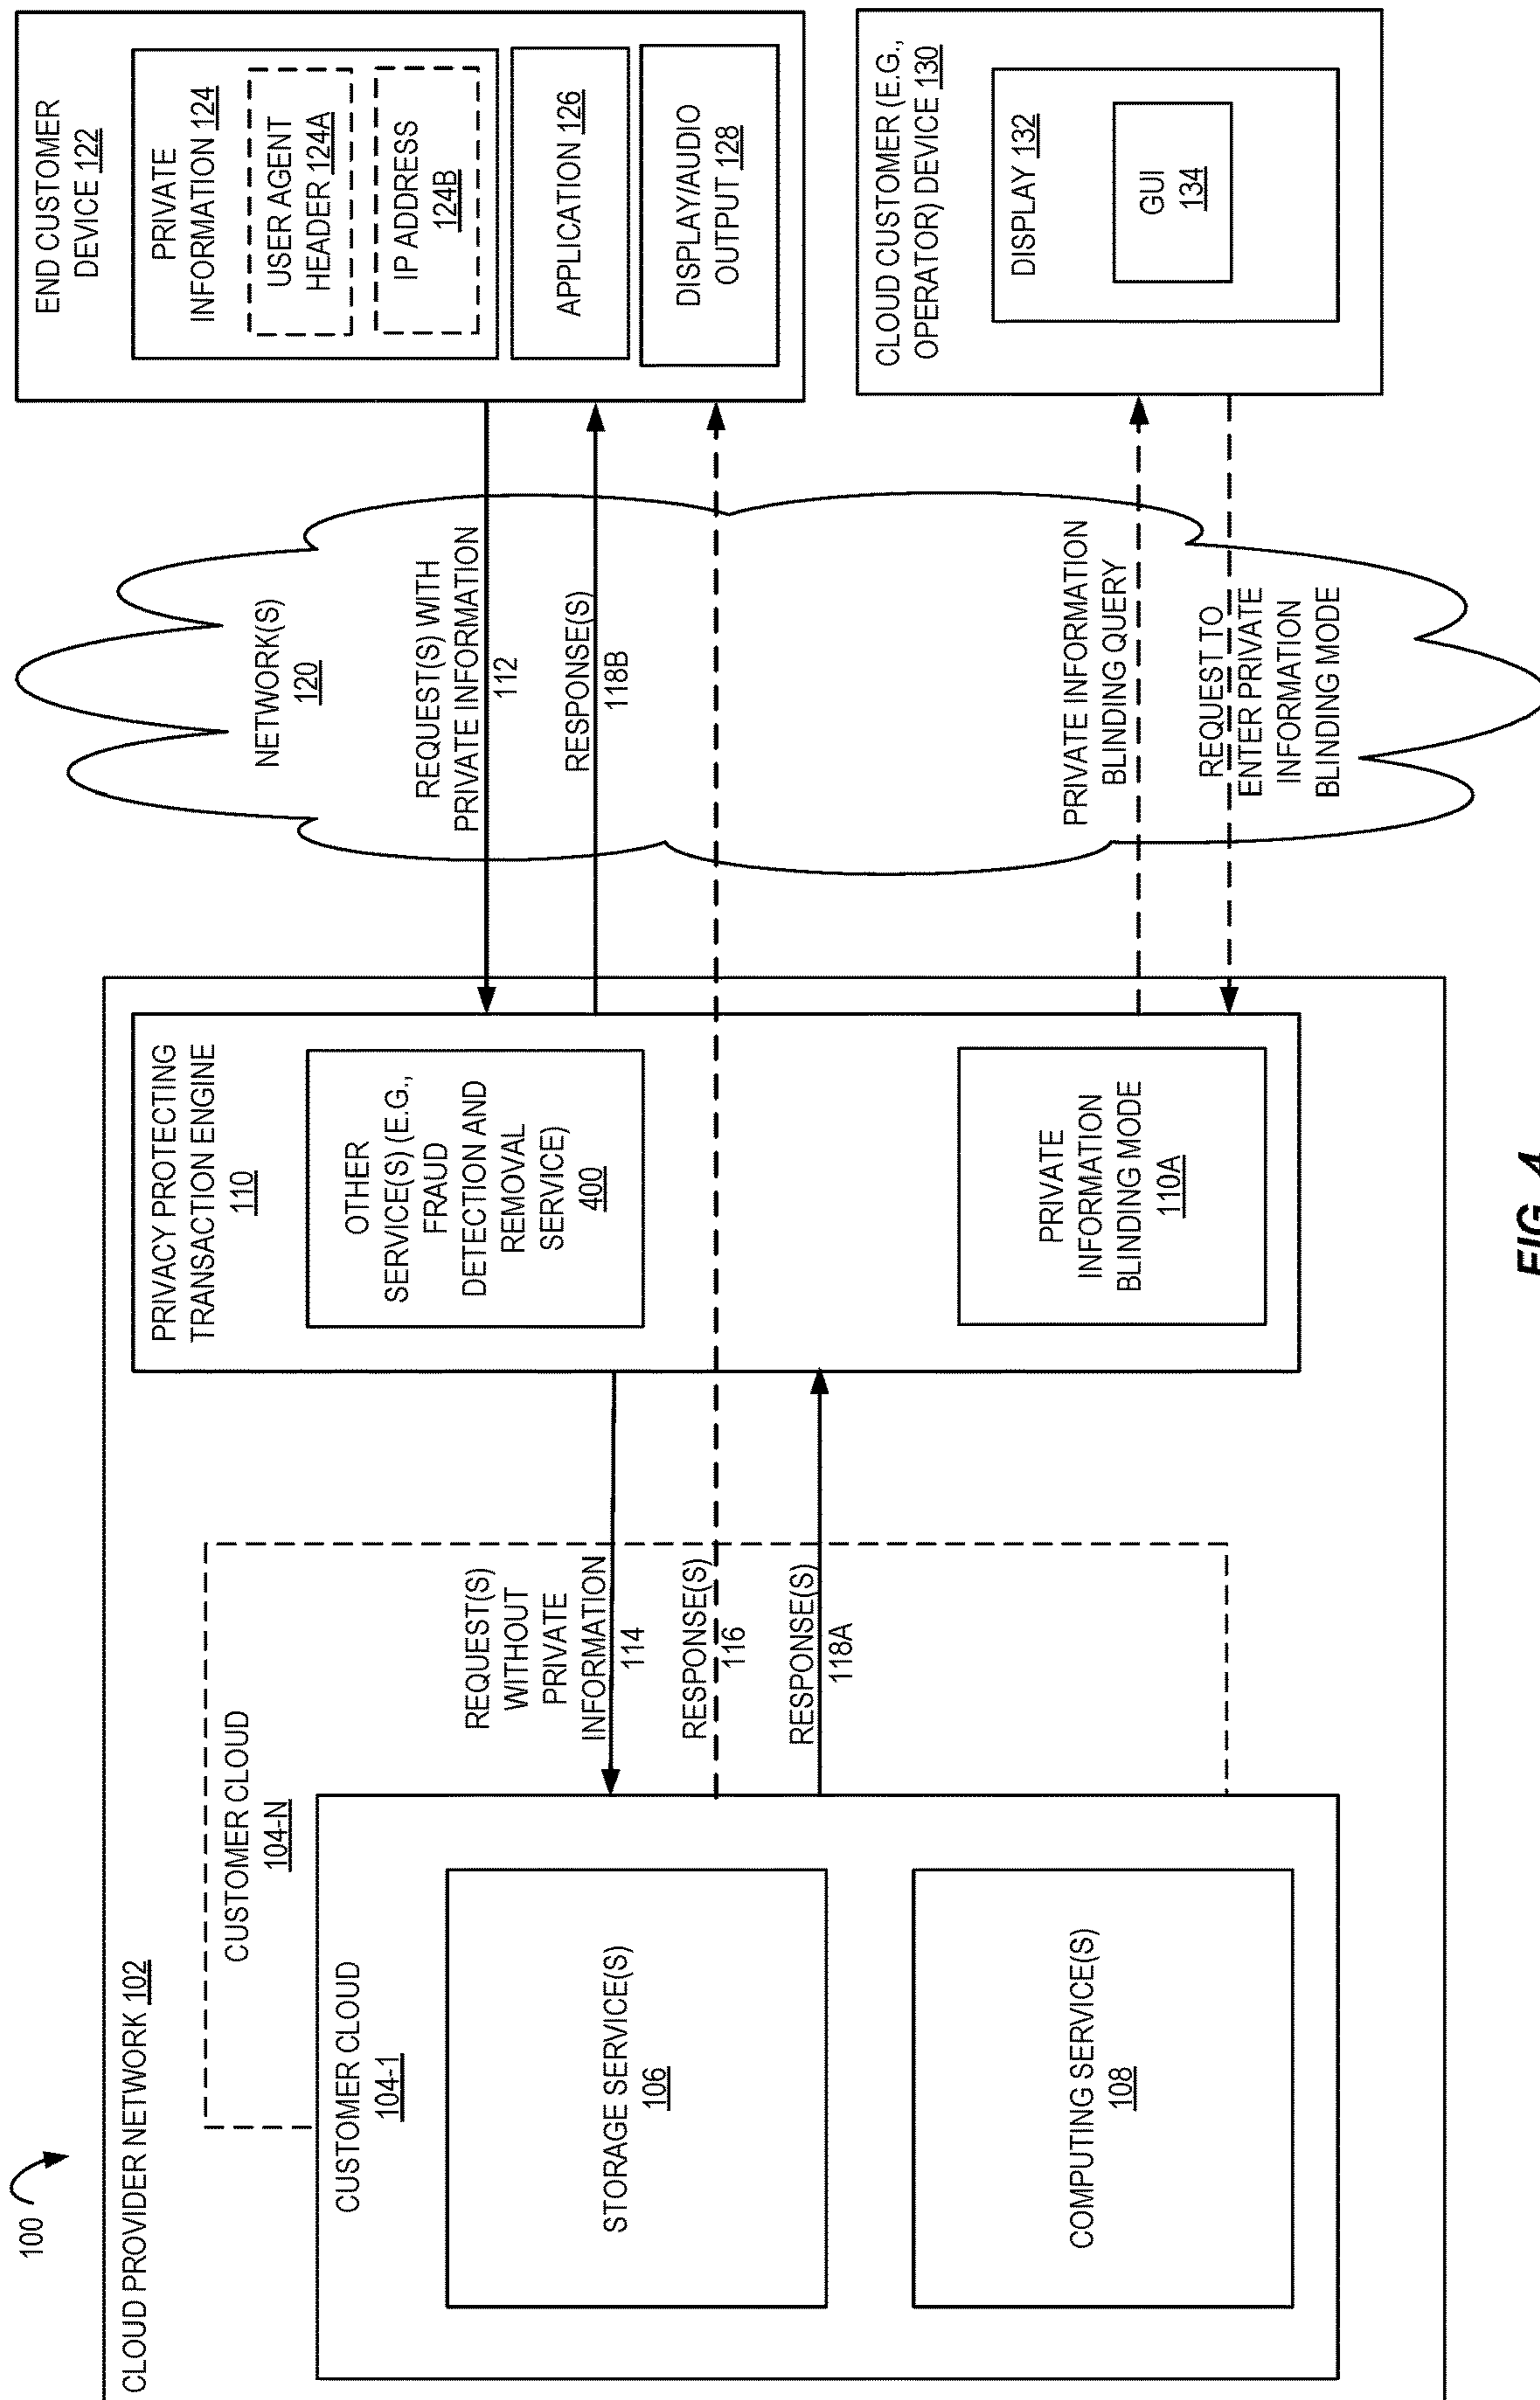 100
CLOUD PROVIDER NETWORK 102
CUSTOMER CLOUD
104-N
CUSTOMER CLOUD
104-1
STORAGE SERVICE(S)
106
COMPUTING SERVICE(S)
108
REQUEST(S)
WITHOUT
PRIVATE
INFORMATION
114
RESPONSE(S)
116
RESPONSE(S)
118A
PRIVACY PROTECTING
TRANSACTION ENGINE
110
OTHER
SERVICE(S) (E.G.,
FRAUD
DETECTION AND
REMOVAL
SERVICE)
400
PRIVATE
INFORMATION
BLINDING MODE
110A
NETWORK(S)
120
REQUEST(S) WITH
PRIVATE INFORMATION
112
RESPONSE(S)
118B
PRIVATE INFORMATION
BLINDING QUERY
REQUEST TO
ENTER PRIVATE
INFORMATION
BLINDING MODE
END CUSTOMER
DEVICE 122
PRIVATE
INFORMATION 124
USER AGENT
HEADER 124A
IP ADDRESS
124B
APPLICATION 126
DISPLAY/AUDIO
OUTPUT 128
CLOUD CUSTOMER (E.G.,
OPERATOR) DEVICE 130
DISPLAY 132
GUI
134
FIG. 4